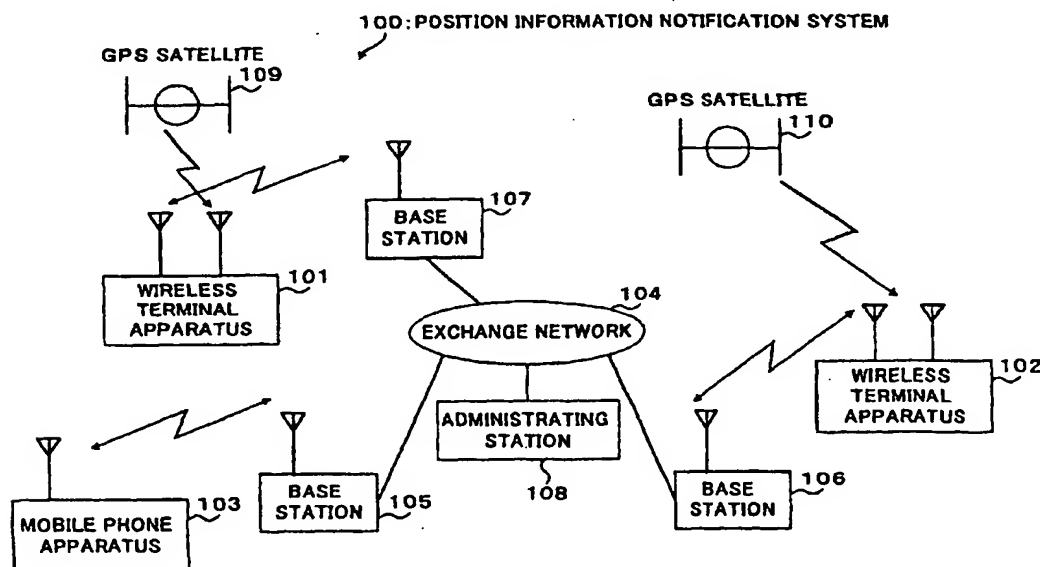 100: POSITION INFORMATION NOTIFICATION SYSTEM
GPS SATELLITE
109
GPS SATELLITE
110
107
BASE
STATION
101
WIRELESS
TERMINAL
APPARATUS
104
EXCHANGE NETWORK
102
WIRELESS
TERMINAL
APPARATUS
ADMINISTRATING
STATION
108
103
MOBILE PHONE
APPARATUS
105
BASE
STATION
106
BASE
STATION